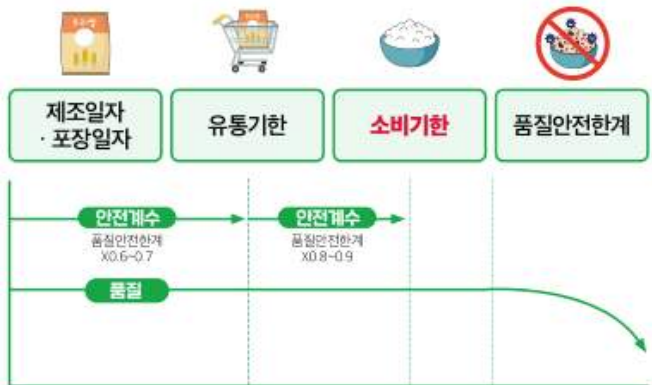 제조일자
· 포장일자
유통기한
소비기한
품질안전한계
안전계수
품질안전한계
X0.6~0.7
안전계수
품질안전한계
X0.8~0.9
품질